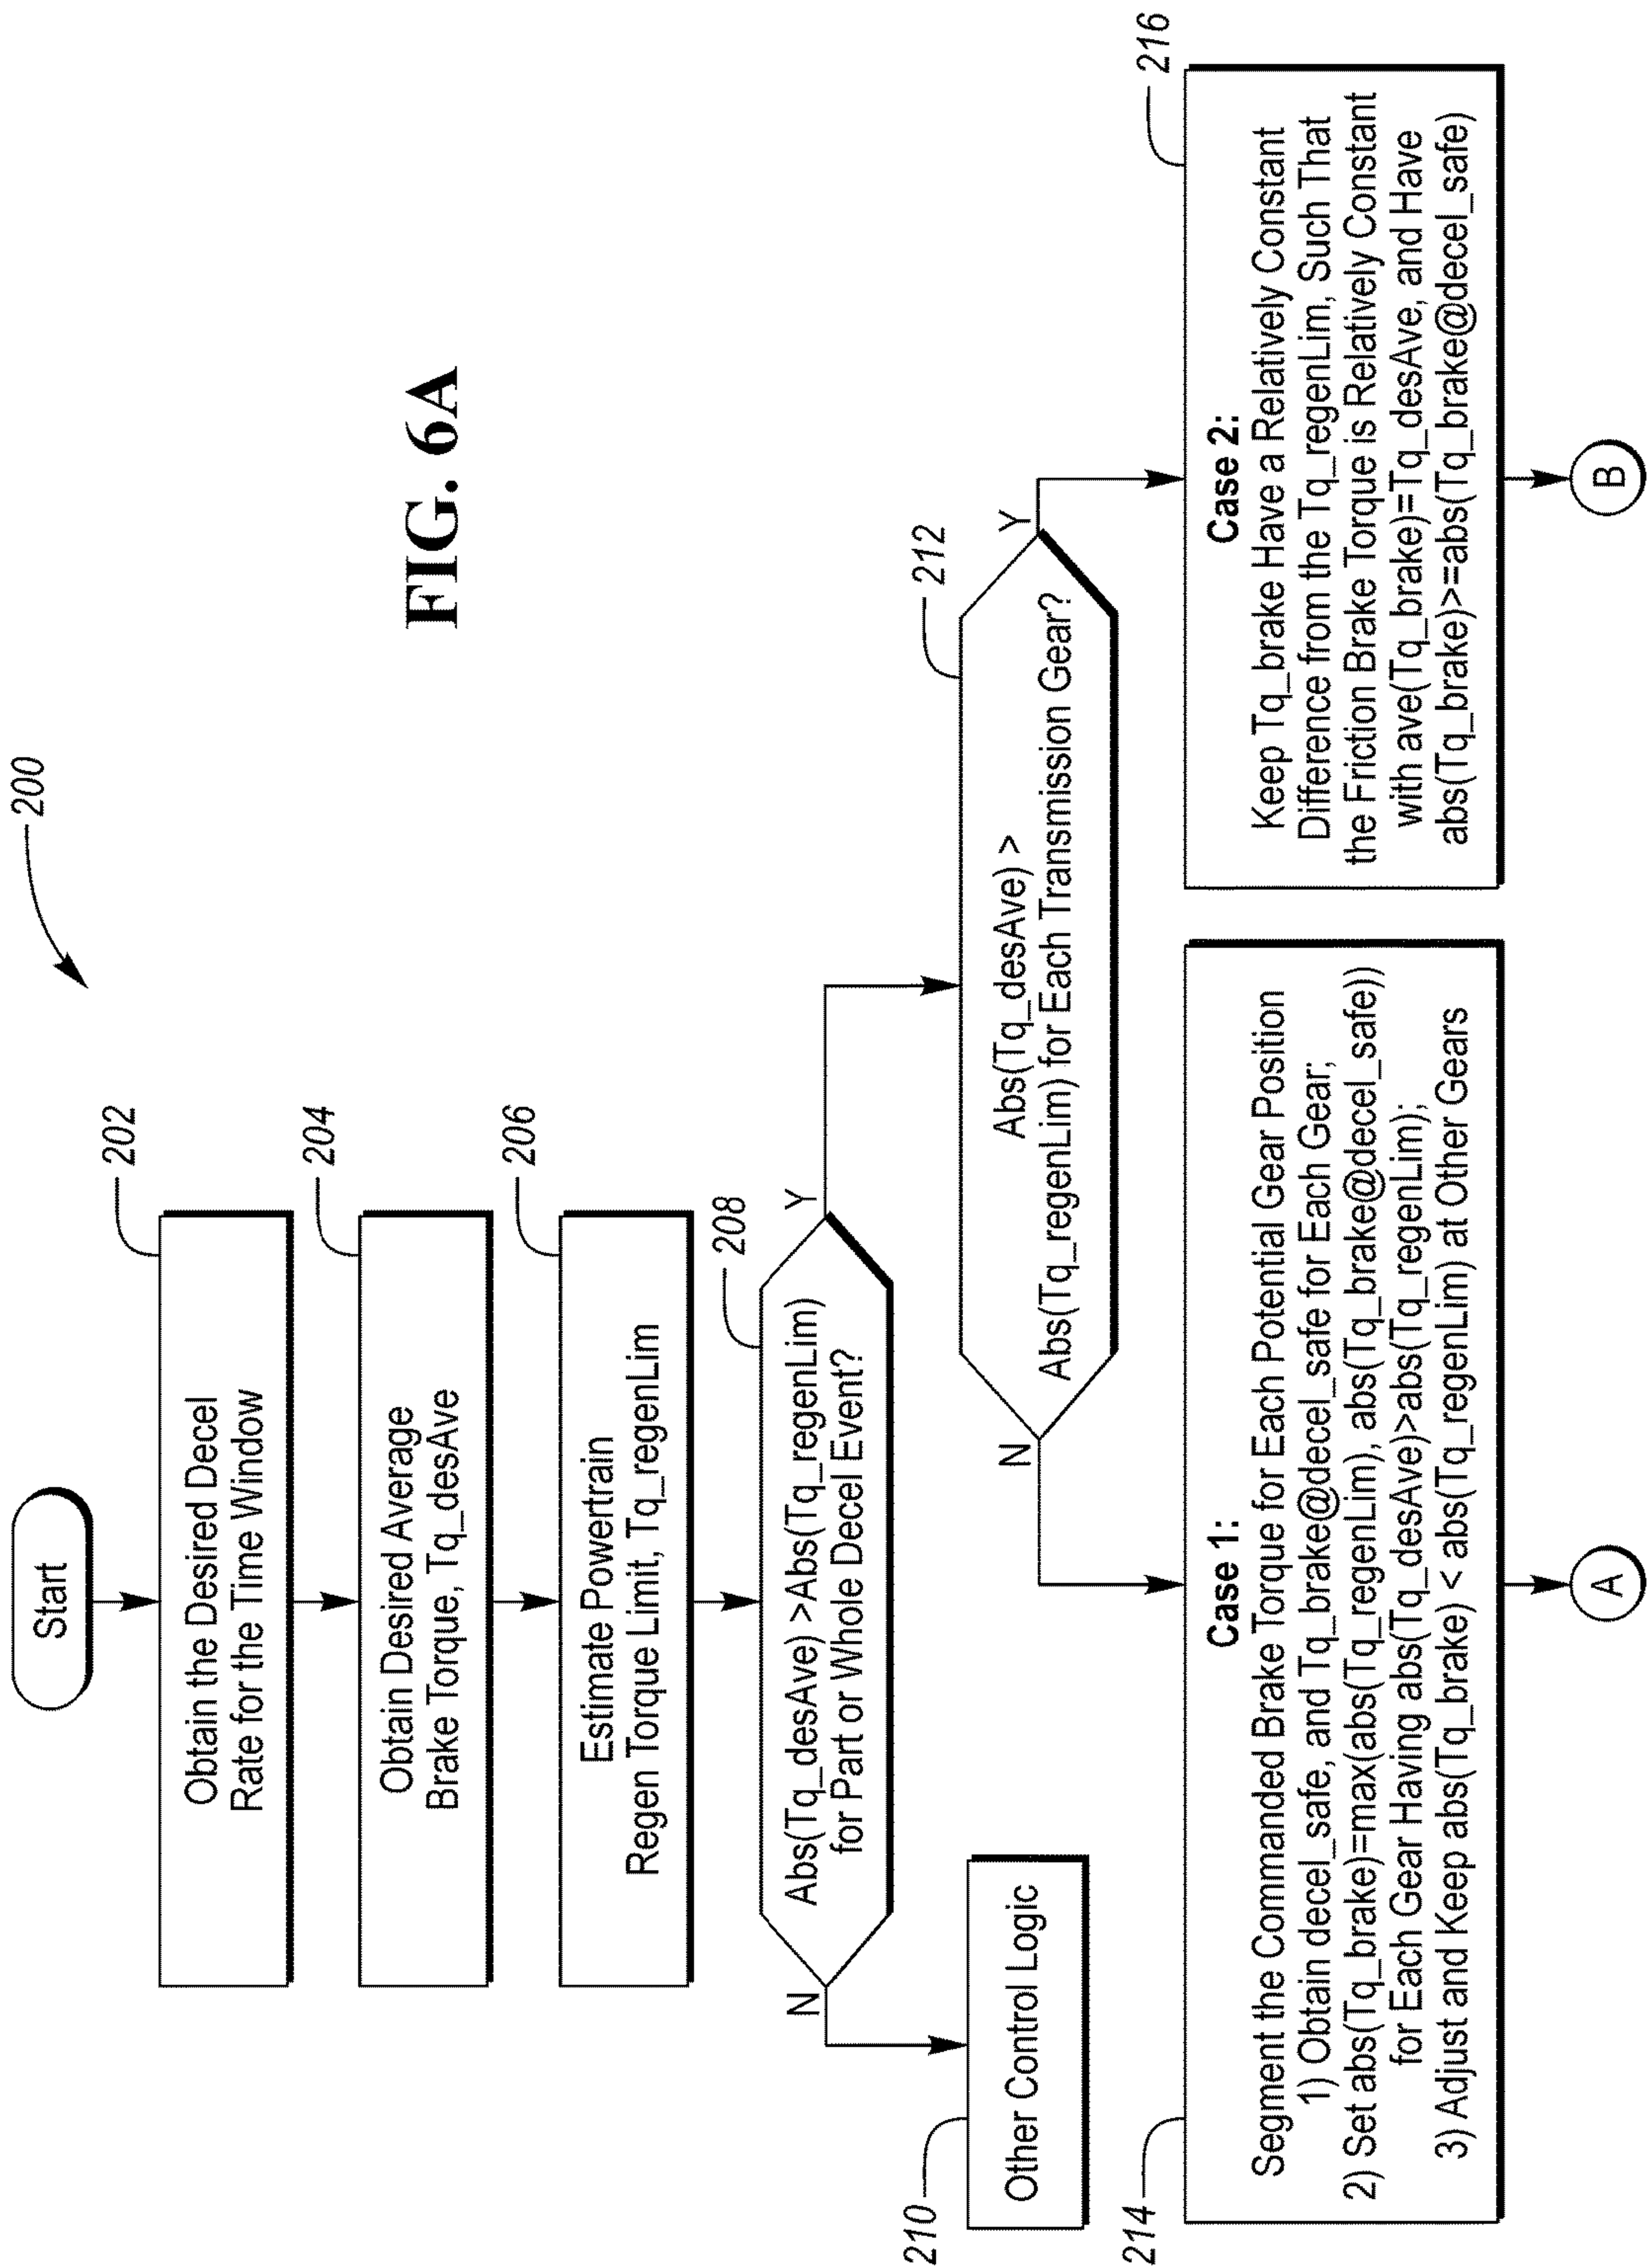 FIG. 6A
200
Start
202
Obtain the Desired Decel
Rate for the Time Window
204
Obtain Desired Average
Brake Torque, Tq_desAve
206
Estimate Powertrain
Regen Torque Limit, Tq_regenLim
208
Abs(Tq_desAve) >Abs(Tq_regenLim)
for Part or Whole Decel Event?
N
Y
210
Other Control Logic
212
Abs(Tq_desAve) >
Abs(Tq_regenLim) for Each Transmission Gear?
N
Y
214
Case 1:
Segment the Commanded Brake Torque for Each Potential Gear Position
1) Obtain decel_safe, and Tq_brake@decel_safe for Each Gear;
2) Set abs(Tq_brake)=max(abs(Tq_regenLim), abs(Tq_brake@decel_safe))
for Each Gear Having abs(Tq_desAve)>abs(Tq_regenLim);
3) Adjust and Keep abs(Tq_brake) < abs(Tq_regenLim) at Other Gears
A
216
Case 2:
Keep Tq_brake Have a Relatively Constant
Difference from the Tq_regenLim, Such That
the Friction Brake Torque is Relatively Constant
with ave(Tq_brake)=Tq_desAve, and Have
abs(Tq_brake)>=abs(Tq_brake@decel_safe)
B